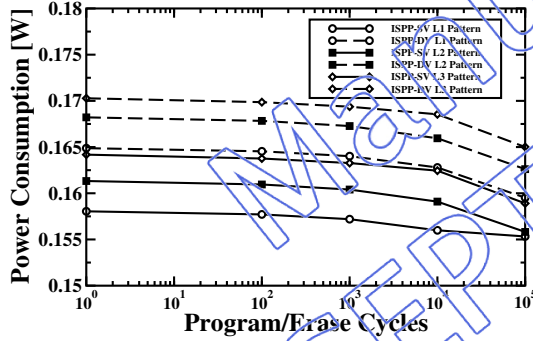 0.18
0.175
0.17
0.165
0.16
0.155
0.15
Power Consumption [W]
ISPP-SV L1 Pattern
ISPP-DV L1 Pattern
ISPP-SV L2 Pattern
ISPP-DV L2 Pattern
ISPP-SV L3 Pattern
ISPP-DV L3 Pattern
10^0 10^1 10^2 10^3 10^4 10^5
Program/Erase Cycles